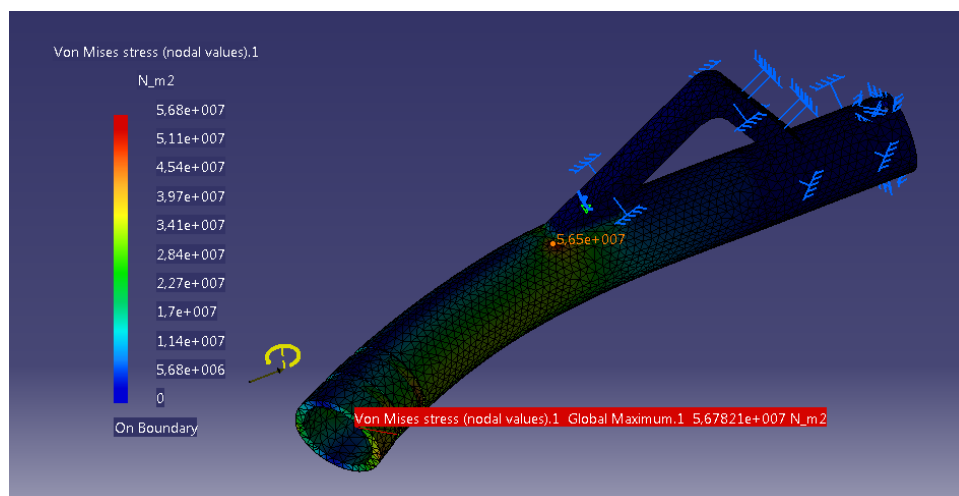 Von Mises stress (nodal values).1
N_m2
5,68e+007
5,11e+007
4,54e+007
3,97e+007
3,41e+007
2,84e+007
2,27e+007
1,7e+007
1,14e+007
5,68e+006
0
On Boundary
5,65e+007
Von Mises stress (nodal values).1 Global Maximum.1 5,67821e+007 N_m2